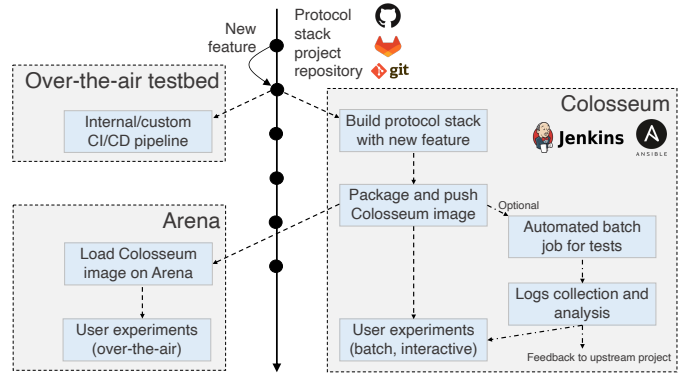 New
feature
Protocol
stack
project
repository
git
Over-the-air testbed
Internal/custom
CI/CD pipeline
Colosseum
Build protocol stack
with new feature
Jenkins
ANSIBLE
Package and push
Colosseum image
Optional
Automated batch
job for tests
Logs collection and
analysis
User experiments
(batch, interactive)
Feedback to upstream project
Arena
Load Colosseum
image on Arena
User experiments
(over-the-air)